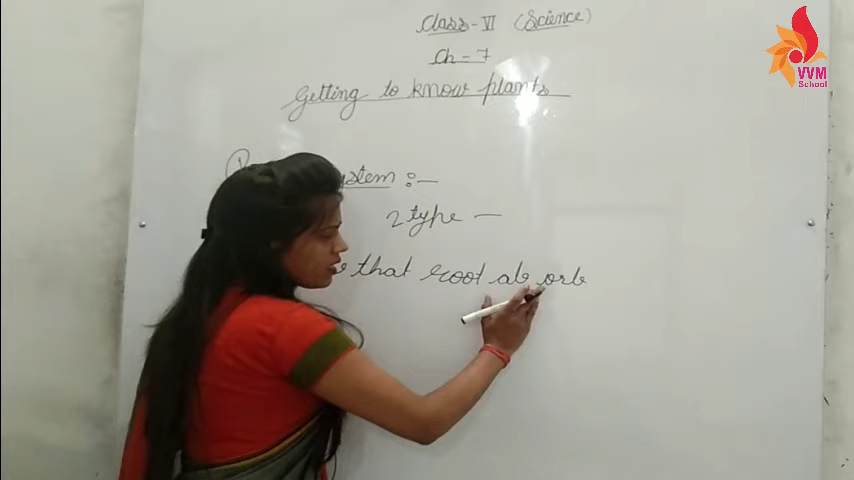 Class - VI (Science)
Ch - 7
Getting to know plants
ystem :-
2 type -
that root ab orb
VVM
School